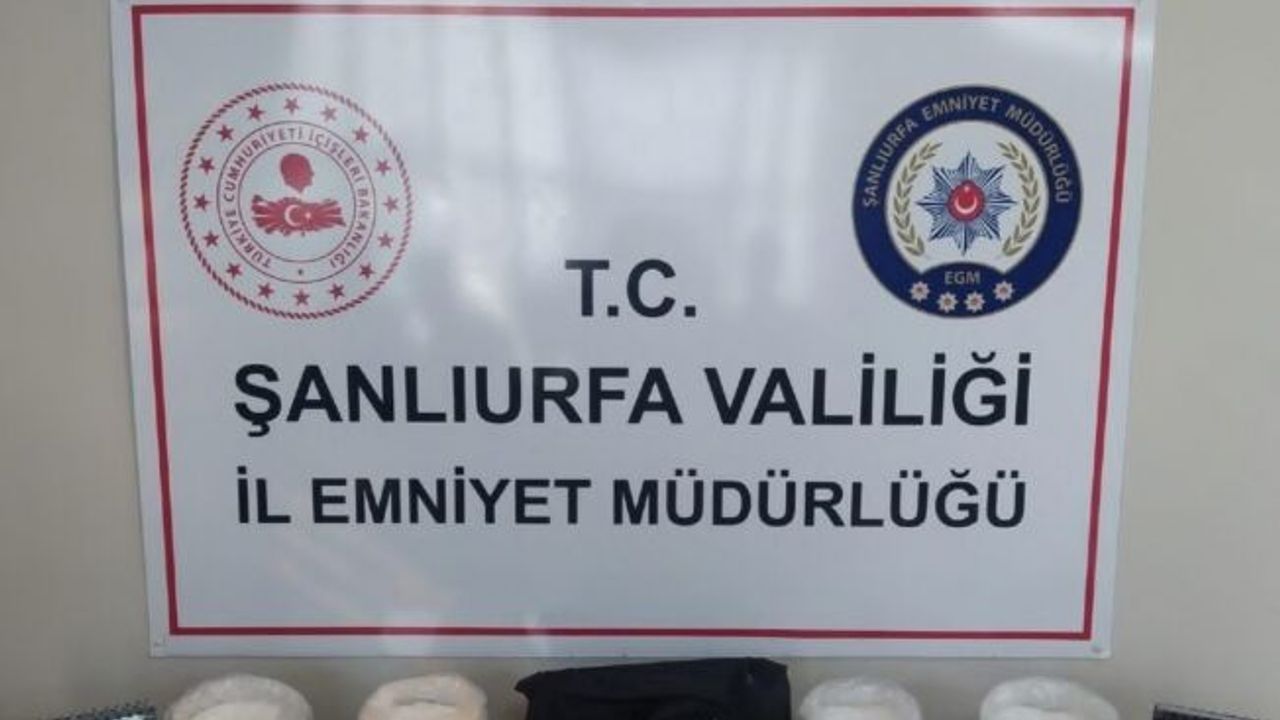 TÜRKİYE CUMHURİYETİ İÇİŞLERİ BAKANLIĞI
ŞANLIURFA EMNİYET MÜDÜRLÜĞÜ
EGM
T.C.
ŞANLIURFA VALİLİĞİ
İL EMNİYET MÜDÜRLÜĞÜ